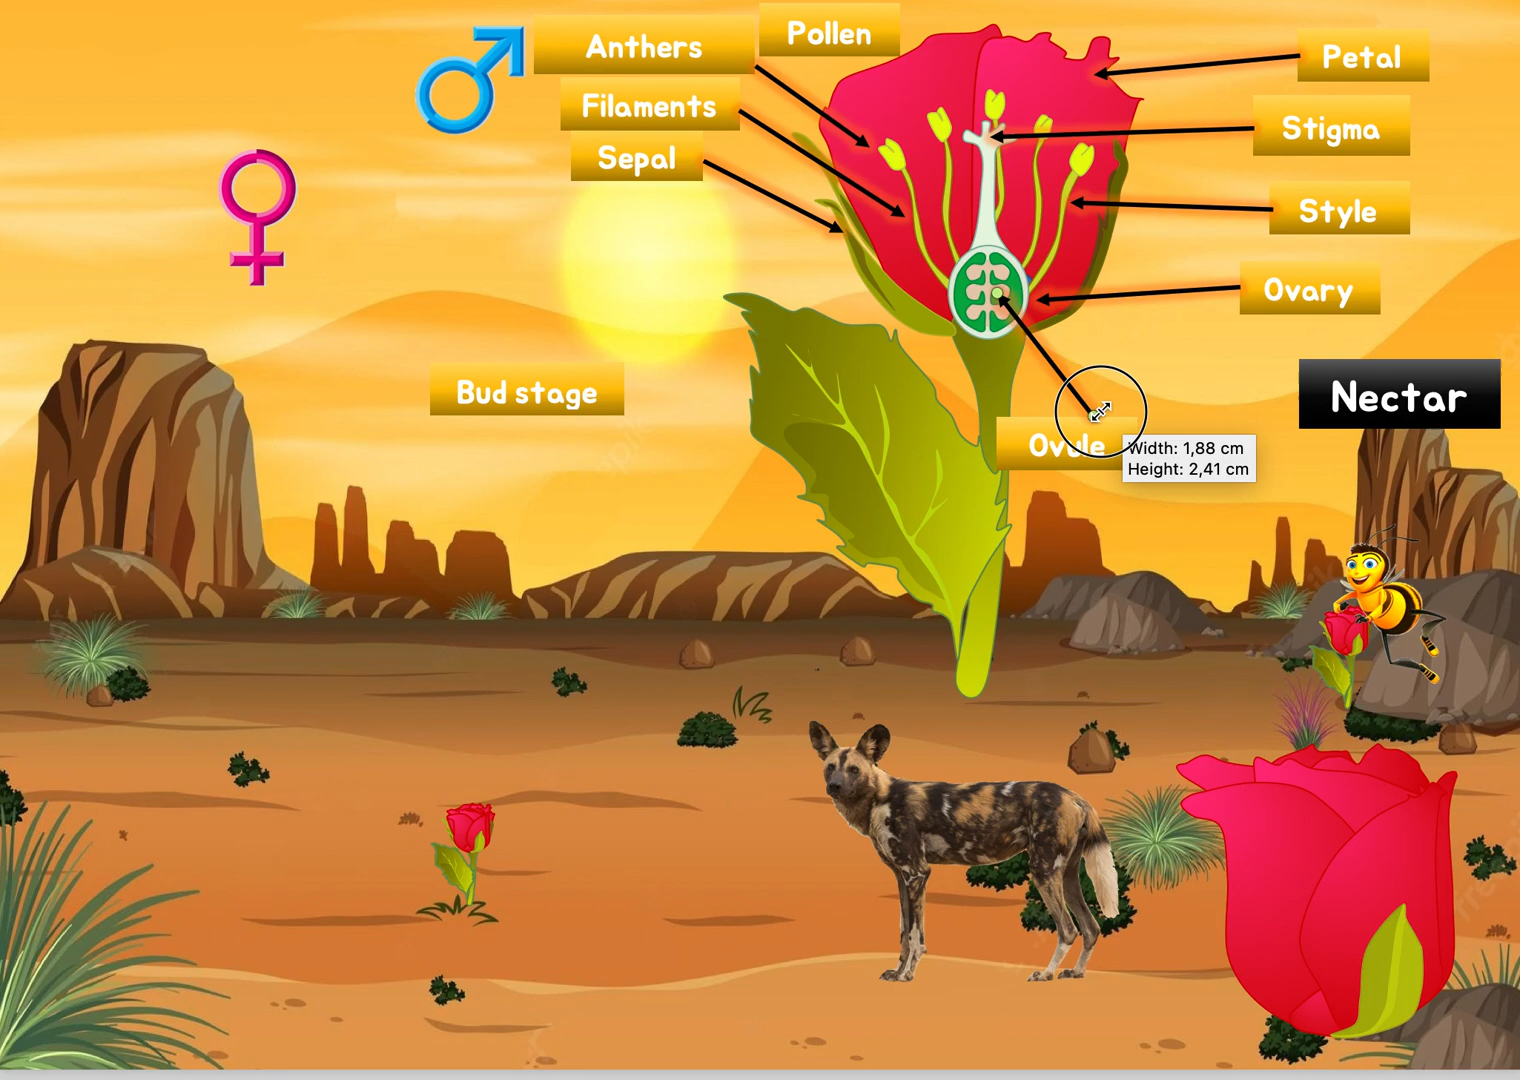 Anthers
Pollen
Petal
Filaments
Stigma
Sepal
Style
Ovary
Bud stage
Nectar
Ovule
Width: 1,88 cm
Height: 2,41 cm